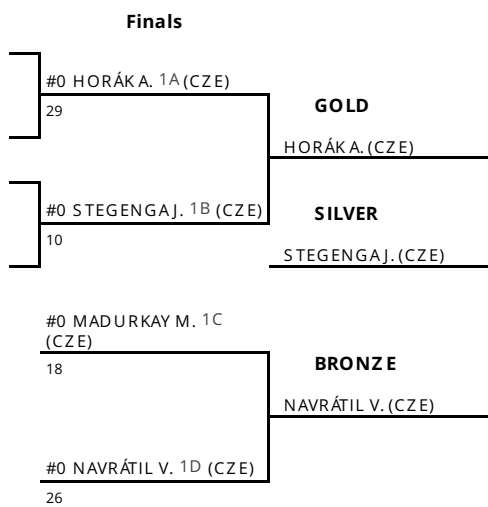 Finals
#0 HORÁK A. 1A (CZE)
29
GOLD
HORÁK A. (CZE)
#0 STEGENGA J. 1B (CZE)
10
SILVER
STEGENGA J. (CZE)
#0 MADURKAY M. 1C
(CZE)
18
BRONZE
NAVRÁTIL V. (CZE)
#0 NAVRÁTIL V. 1D (CZE)
26